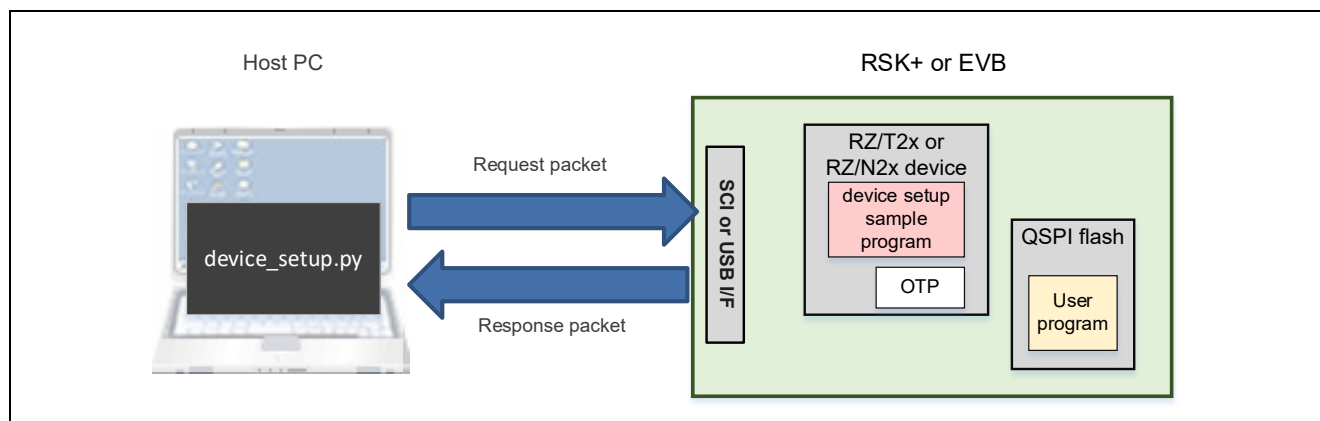 Host PC
RSK+ or EVB
Request packet
device_setup.py
Response packet
SCI or USB I/F
RZ/T2x or
RZ/N2x device
device setup
sample
program
OTP
QSPI flash
User
program